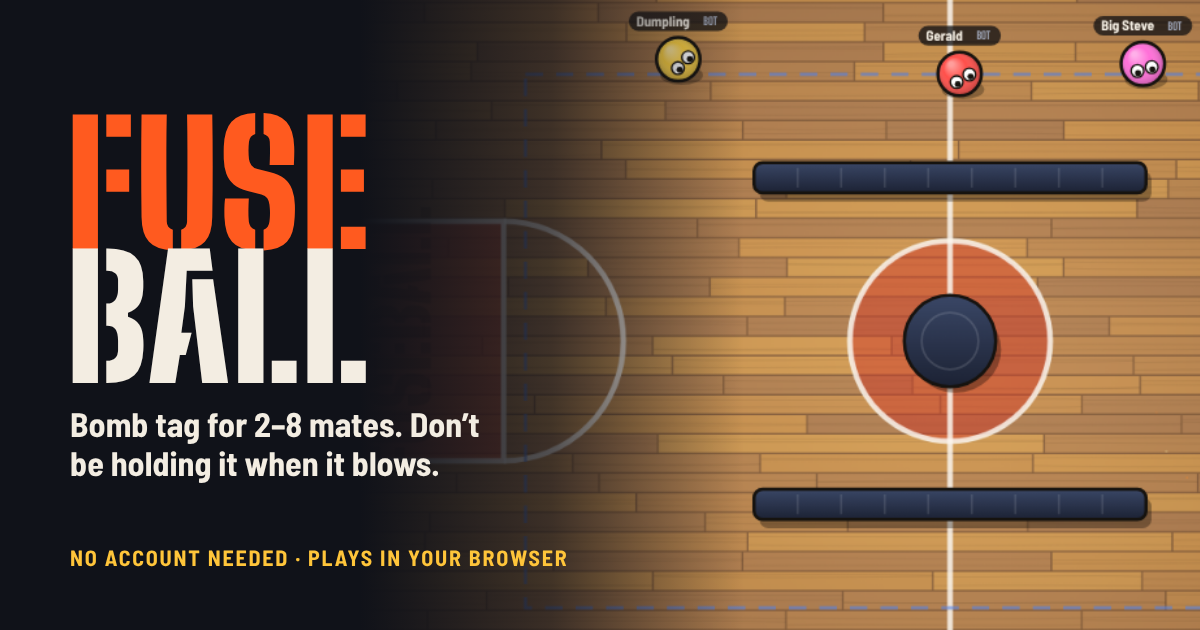 Dumpling BOT
Gerald BOT
Big Steve BOT
FUSE
BALL
Bomb tag for 2–8 mates. Don’t
be holding it when it blows.
NO ACCOUNT NEEDED · PLAYS IN YOUR BROWSER